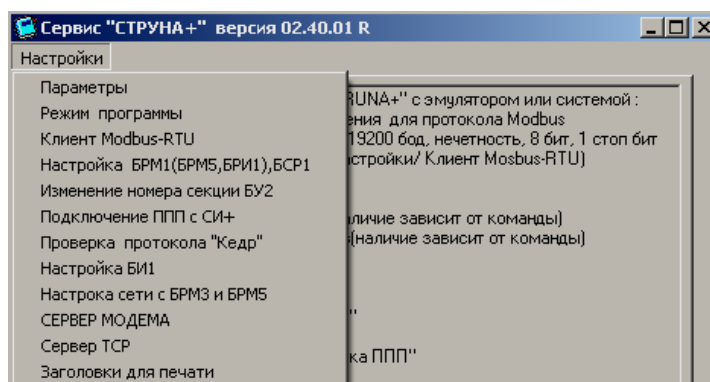 Сервис "СТРУНА+" версия 02.40.01 R
Настройки
Параметры
Режим программы
Клиент Modbus-RTU
Настройка БРМ1(БРМ5,БРИ1),БСР1
Изменение номера секции БУ2
Подключение ППП с СИ+
Проверка протокола "Кедр"
Настройка БИ1
Настрока сети с БРМ3 и БРМ5
СЕРВЕР МОДЕМА
Сервер TCP
Заголовки для печати
RUNA+" с эмулятором или системой :
ения для протокола Modbus
19200 бод, нечетность, 8 бит, 1 стоп бит
стройки/ Клиент Mosbus-RTU)
личие зависит от команды)
(наличие зависит от команды)
"
ка ППП"